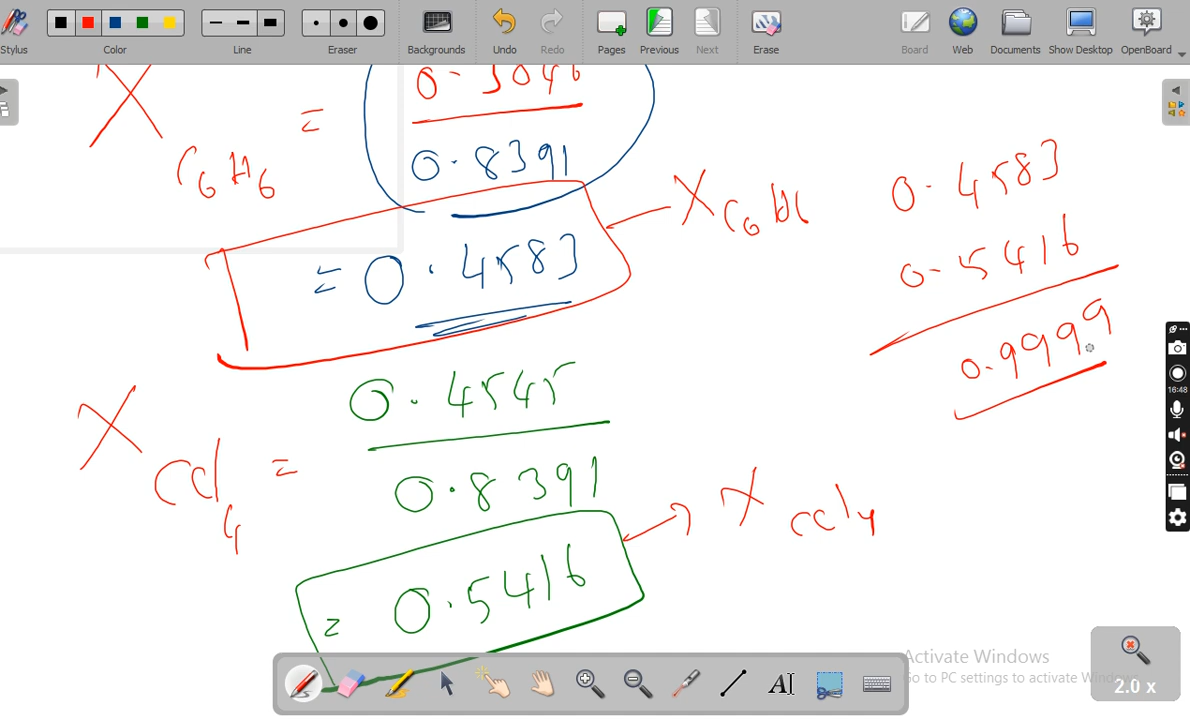 Stylus Color Line Eraser Backgrounds Undo Redo Pages Previous Next Erase Board Web Documents Show Desktop OpenBoard
X C6H6 = 0.3846
0.8391
= 0.4583
X C6H6
0.4583
0.5416
0.9999
16:48
X CCl4 = 0.4545
0.8391
= 0.5416
X CCl4
Activate Windows
Go to PC settings to activate Windows.
2.0 x